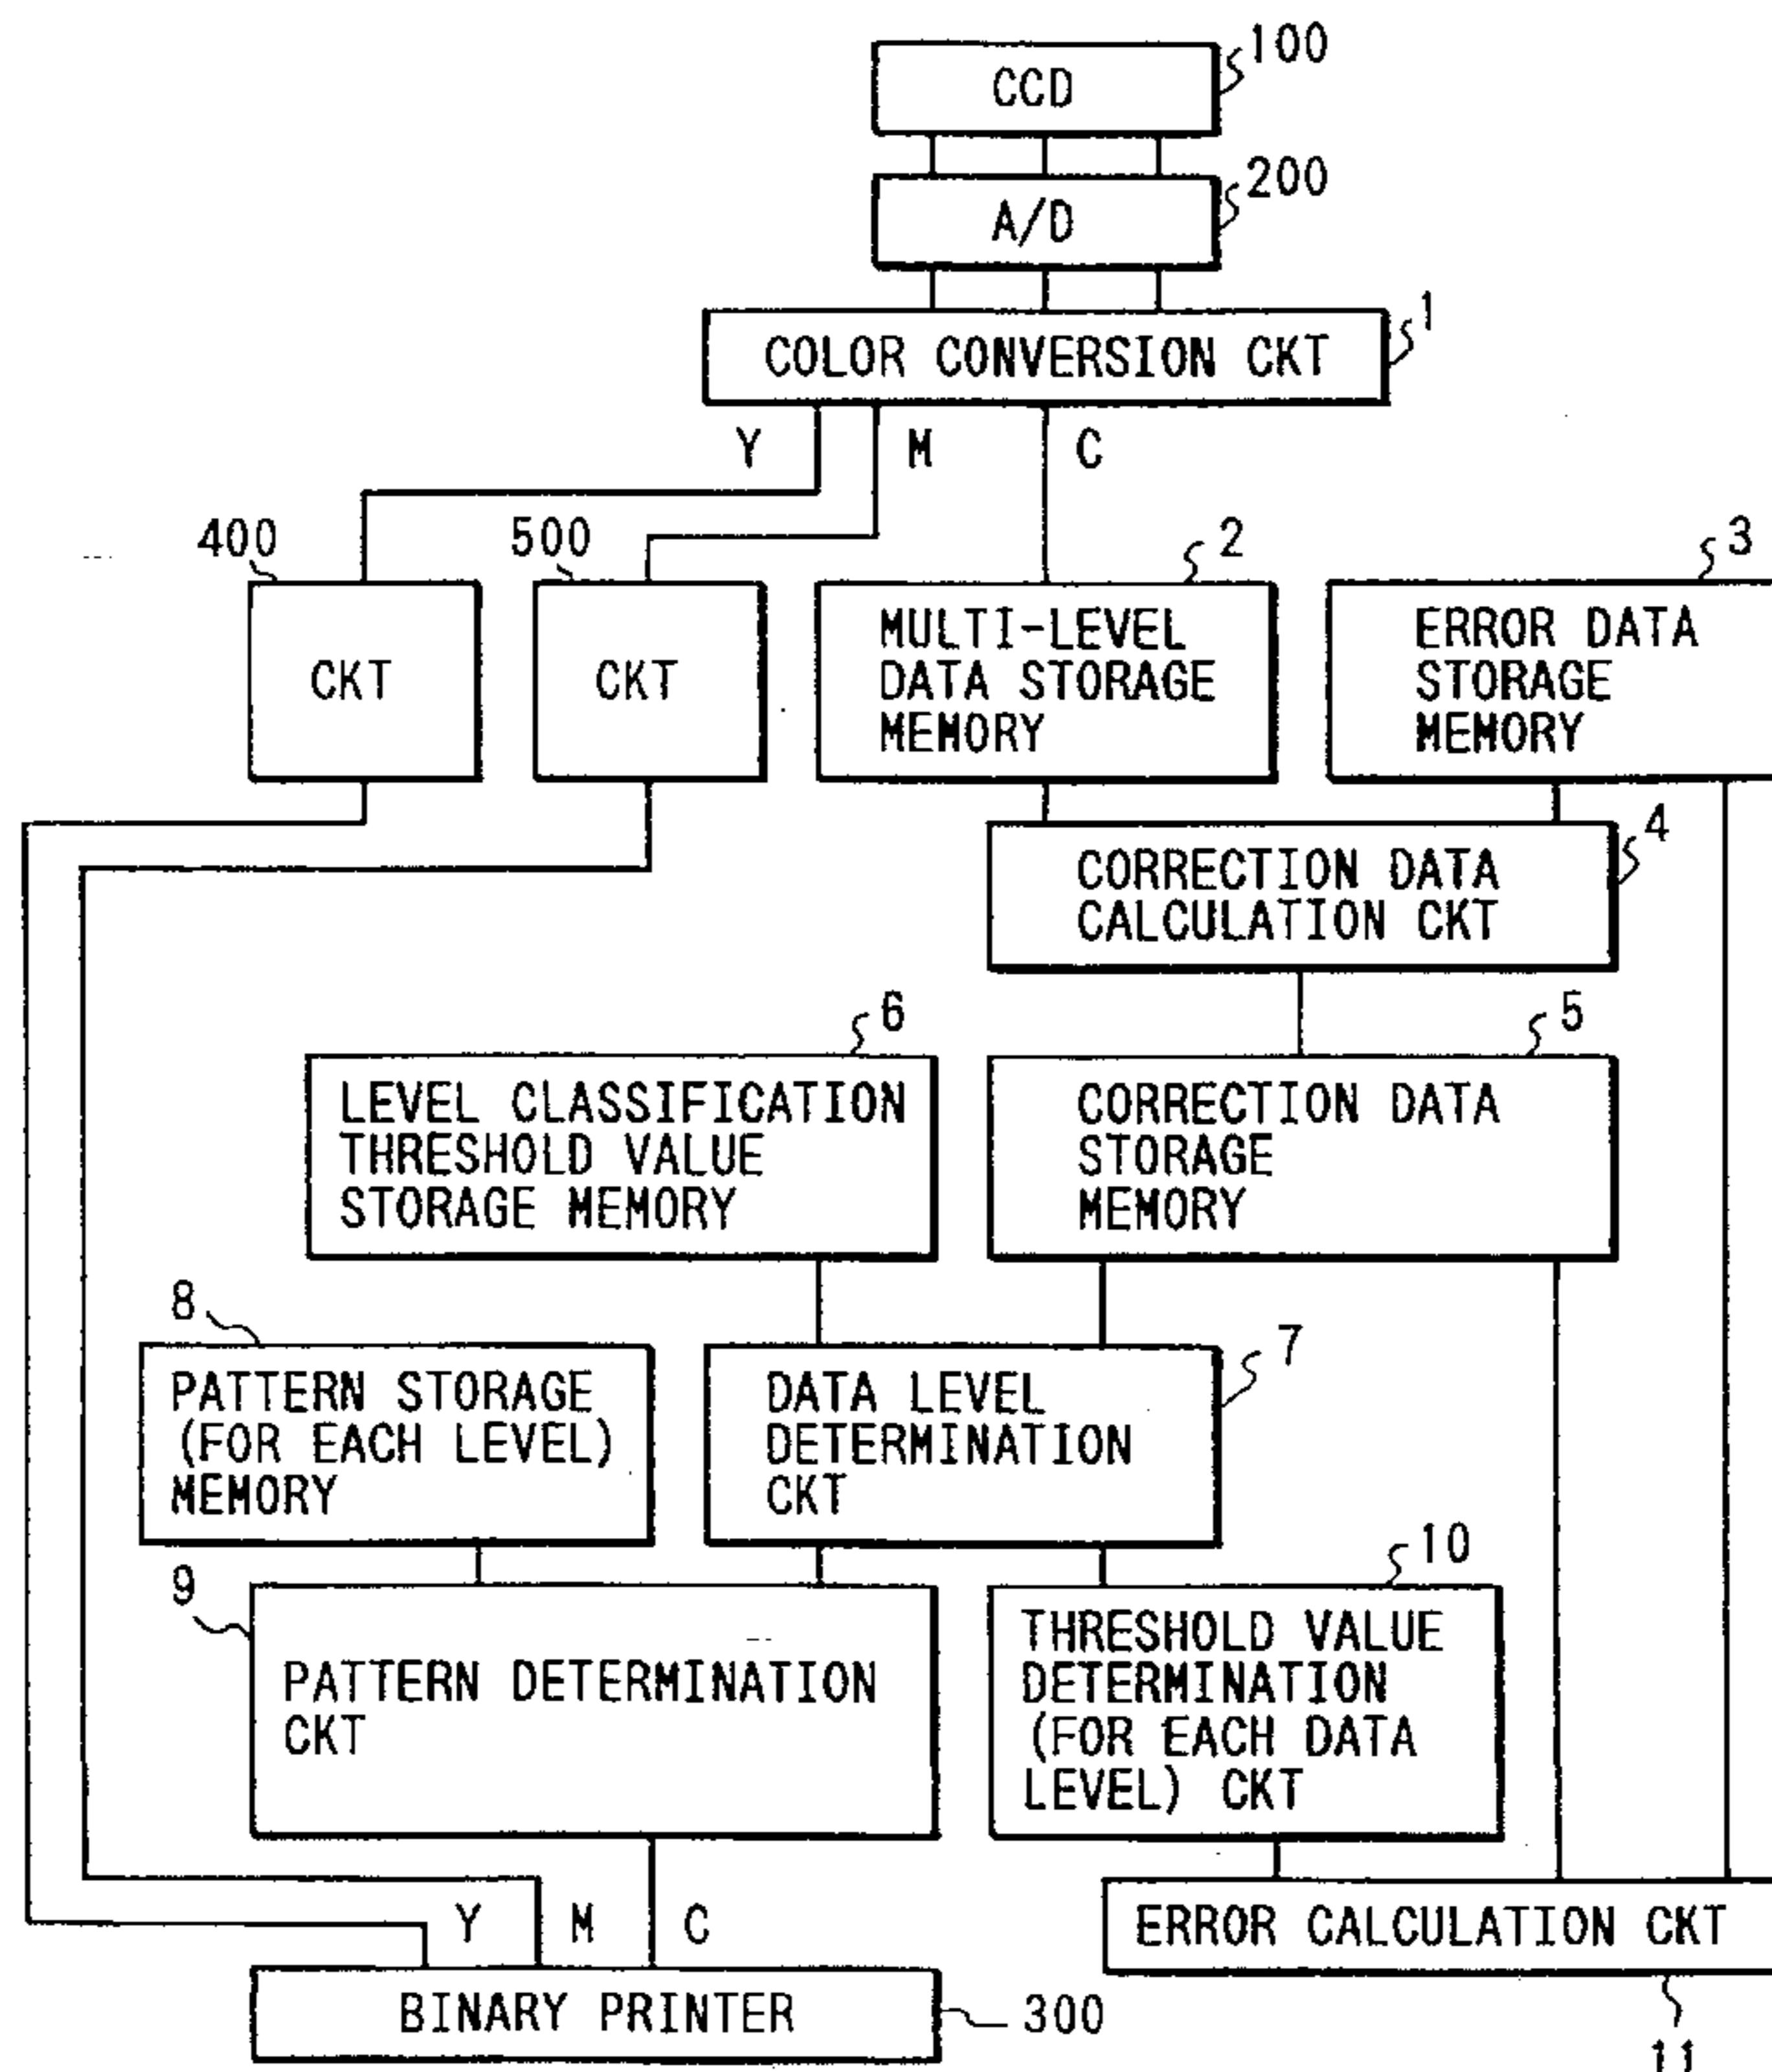 100
CCD
200
A/D
1
COLOR CONVERSION CKT
Y M C
400 500 2 3
CKT
CKT
MULTI-LEVEL
DATA STORAGE
MEMORY
ERROR DATA
STORAGE
MEMORY
4
CORRECTION DATA
CALCULATION CKT
6 5
LEVEL CLASSIFICATION
THRESHOLD VALUE
STORAGE MEMORY
CORRECTION DATA
STORAGE
MEMORY
8 7
PATTERN STORAGE
(FOR EACH LEVEL)
MEMORY
DATA LEVEL
DETERMINATION
CKT
9 10
PATTERN DETERMINATION
CKT
THRESHOLD VALUE
DETERMINATION
(FOR EACH DATA
LEVEL) CKT
Y M C
ERROR CALCULATION CKT
BINARY PRINTER
300
11